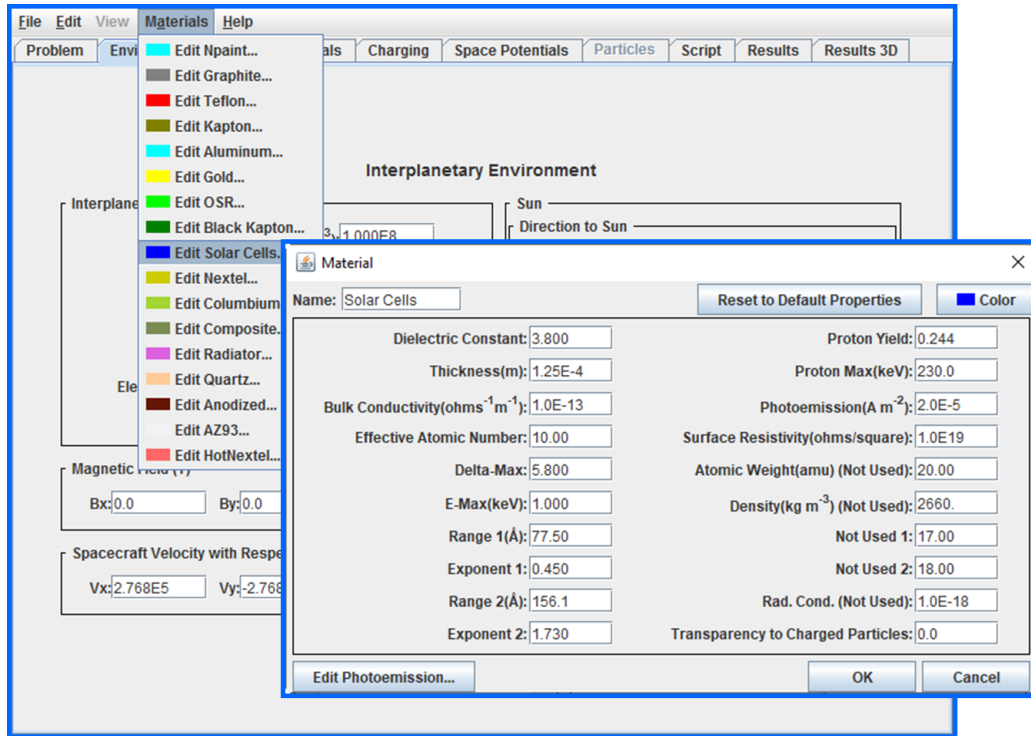 File Edit View Materials Help
Problem Envi als Charging Space Potentials Particles Script Results Results 3D
Edit Npaint...
Edit Graphite...
Edit Teflon...
Edit Kapton...
Edit Aluminum...
Edit Gold...
Edit OSR...
Edit Black Kapton...
Edit Solar Cells.
Edit Nextel...
Edit Columbium
Edit Composite.
Edit Radiator...
Edit Quartz...
Edit Anodized...
Edit AZ93...
Edit HotNextel...
Interplanetary Environment
Interplane
3): 1.000E8
Sun
Direction to Sun
Ele
Magnetic Field (T)
Bx: 0.0 By: 0.0
Spacecraft Velocity with Respe
Vx: 2.768E5 Vy: -2.768
Material
Name: Solar Cells Reset to Default Properties Color
Dielectric Constant: 3.800 Proton Yield: 0.244
Thickness(m): 1.25E-4 Proton Max(keV): 230.0
Bulk Conductivity(ohms-1m-1): 1.0E-13 Photoemission(A m-2): 2.0E-5
Effective Atomic Number: 10.00 Surface Resistivity(ohms/square): 1.0E19
Delta-Max: 5.800 Atomic Weight(amu) (Not Used): 20.00
E-Max(keV): 1.000 Density(kg m-3) (Not Used): 2660.
Range 1(Å): 77.50 Not Used 1: 17.00
Exponent 1: 0.450 Not Used 2: 18.00
Range 2(Å): 156.1 Rad. Cond. (Not Used): 1.0E-18
Exponent 2: 1.730 Transparency to Charged Particles: 0.0
Edit Photoemission... OK Cancel